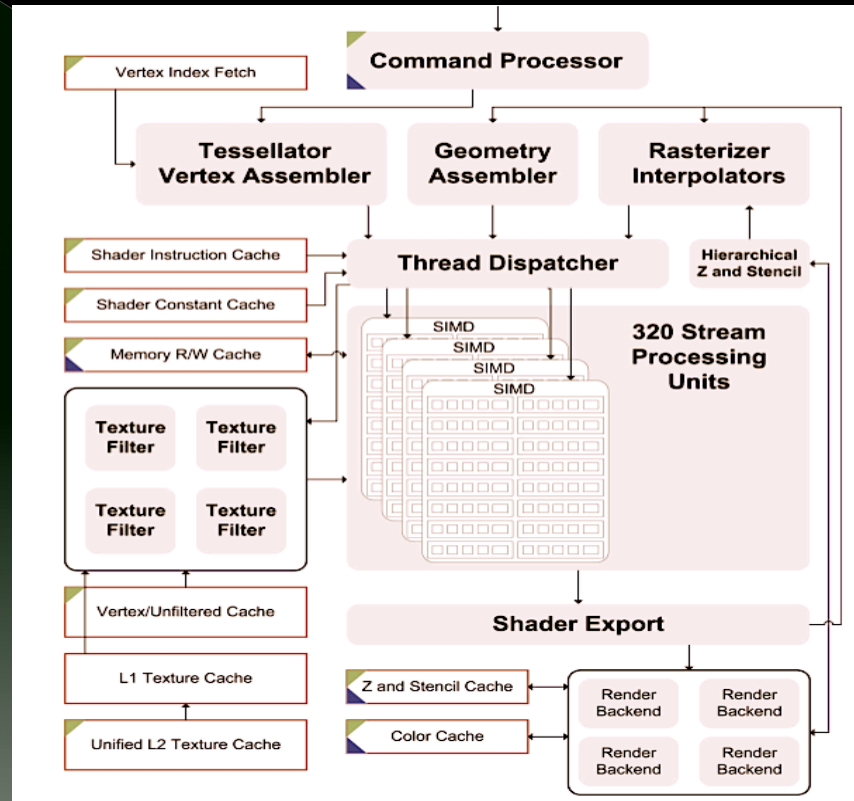 Command Processor
Vertex Index Fetch
Tessellator
Vertex Assembler
Geometry
Assembler
Rasterizer
Interpolators
Shader Instruction Cache
Thread Dispatcher
Hierarchical
Z and Stencil
Shader Constant Cache
Memory R/W Cache
SIMD
SIMD
SIMD
SIMD
320 Stream
Processing
Units
Texture
Filter
Texture
Filter
Texture
Filter
Texture
Filter
Vertex/Unfiltered Cache
Shader Export
L1 Texture Cache
Unified L2 Texture Cache
Z and Stencil Cache
Color Cache
Render
Backend
Render
Backend
Render
Backend
Render
Backend